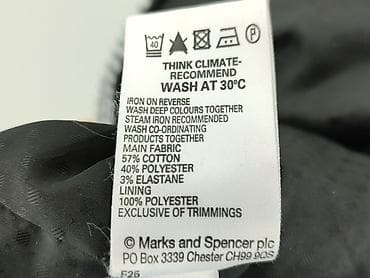 40 P
THINK CLIMATE-
RECOMMEND
WASH AT 30°C
IRON ON REVERSE
WASH DEEP COLOURS TOGETHER
STEAM IRON RECOMMENDED
WASH CO-ORDINATING
PRODUCTS TOGETHER
MAIN FABRIC
57% COTTON
40% POLYESTER
3% ELASTANE
LINING
100% POLYESTER
EXCLUSIVE OF TRIMMINGS
© Marks and Spencer plc
PO Box 3339 Chester CH99 9QS
F25